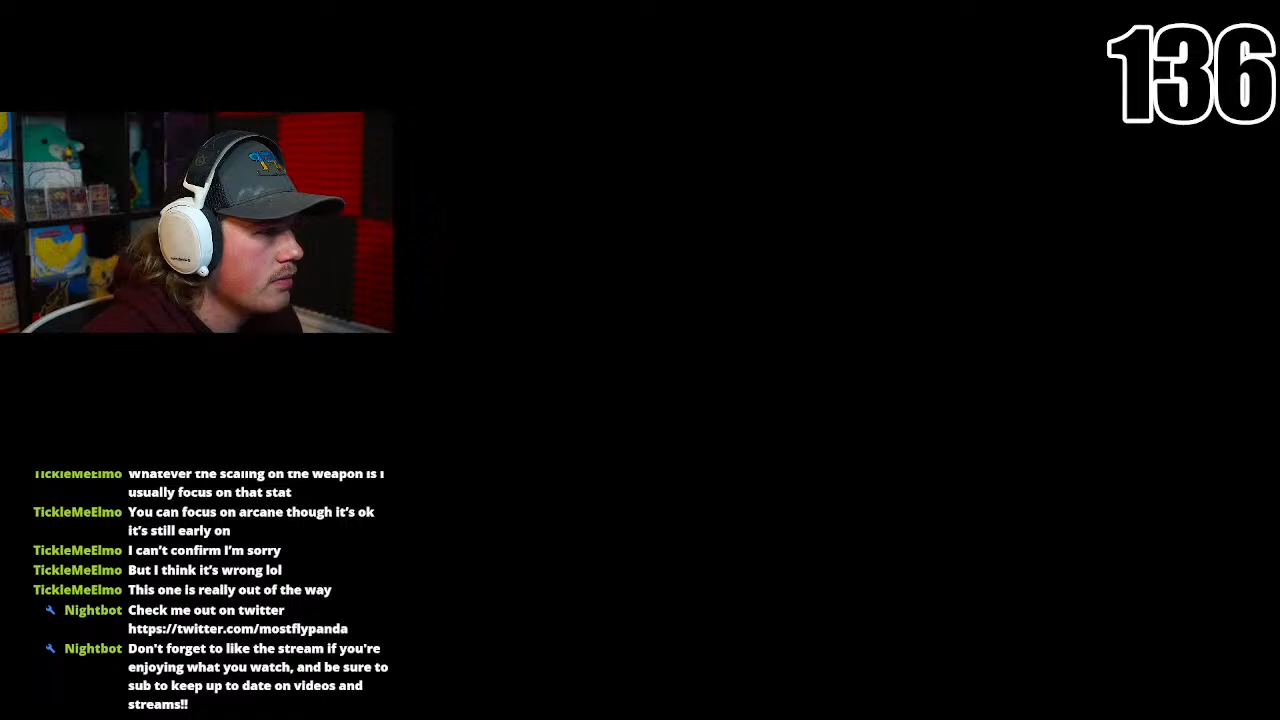 136
TickleMeElmo Whatever the scaling on the weapon is I
usually focus on that stat
TickleMeElmo You can focus on arcane though it's ok
it's still early on
TickleMeElmo I can't confirm I'm sorry
TickleMeElmo But I think it's wrong lol
TickleMeElmo This one is really out of the way
Nightbot Check me out on twitter
https://twitter.com/mostflypanda
Nightbot Don't forget to like the stream if you're
enjoying what you watch, and be sure to
sub to keep up to date on videos and
streams!!